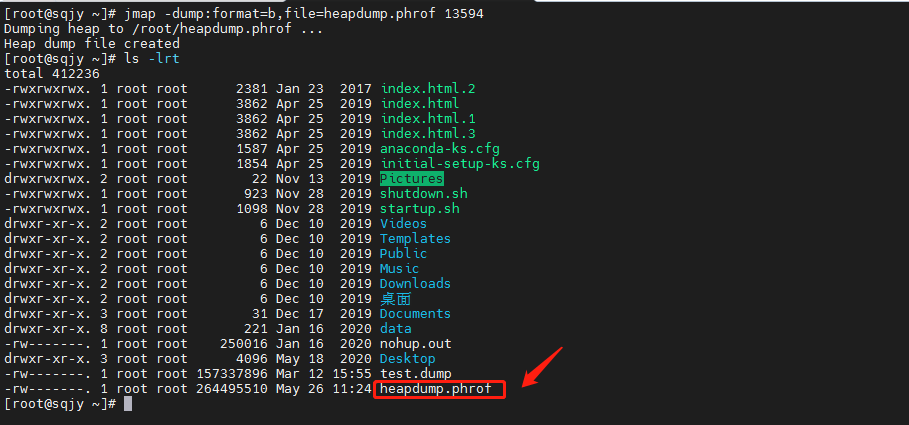 [root@sqjy ~]# jmap -dump:format=b,file=heapdump.phrof 13594
Dumping heap to /root/heapdump.phrof ...
Heap dump file created
[root@sqjy ~]# ls -lrt
total 412236
-rwxrwxrwx. 1 root root      2381 Jan 23  2017 index.html.2
-rwxrwxrwx. 1 root root      3862 Apr 25  2019 index.html
-rwxrwxrwx. 1 root root      3862 Apr 25  2019 index.html.1
-rwxrwxrwx. 1 root root      3862 Apr 25  2019 index.html.3
-rwxrwxrwx. 1 root root      1587 Apr 25  2019 anaconda-ks.cfg
-rwxrwxrwx. 1 root root      1854 Apr 25  2019 initial-setup-ks.cfg
drwxrwxrwx. 2 root root        22 Nov 13  2019 Pictures
-rwxrwxrwx. 1 root root       923 Nov 28  2019 shutdown.sh
-rwxrwxrwx. 1 root root      1098 Nov 28  2019 startup.sh
drwxr-xr-x. 2 root root         6 Dec 10  2019 Videos
drwxr-xr-x. 2 root root         6 Dec 10  2019 Templates
drwxr-xr-x. 2 root root         6 Dec 10  2019 Public
drwxr-xr-x. 2 root root         6 Dec 10  2019 Music
drwxr-xr-x. 2 root root         6 Dec 10  2019 Downloads
drwxr-xr-x. 2 root root         6 Dec 10  2019 桌面
drwxr-xr-x. 3 root root        31 Dec 17  2019 Documents
drwxr-xr-x. 8 root root       221 Jan 16  2020 data
-rw-------. 1 root root    250016 Jan 16  2020 nohup.out
drwxr-xr-x. 3 root root      4096 May 18  2020 Desktop
-rw-------. 1 root root 157337896 Mar 12 15:55 test.dump
-rw-------. 1 root root 264495510 May 26 11:24 heapdump.phrof
[root@sqjy ~]#